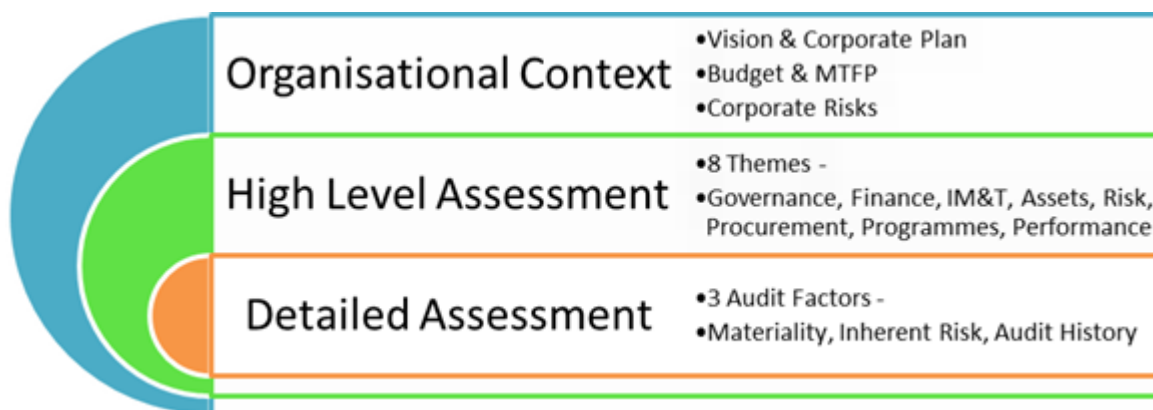 Organisational Context
•Vision & Corporate Plan
•Budget & MTFP
•Corporate Risks
High Level Assessment
•8 Themes -
•Governance, Finance, IM&T, Assets, Risk,
Procurement, Programmes, Performance
Detailed Assessment
•3 Audit Factors -
•Materiality, Inherent Risk, Audit History